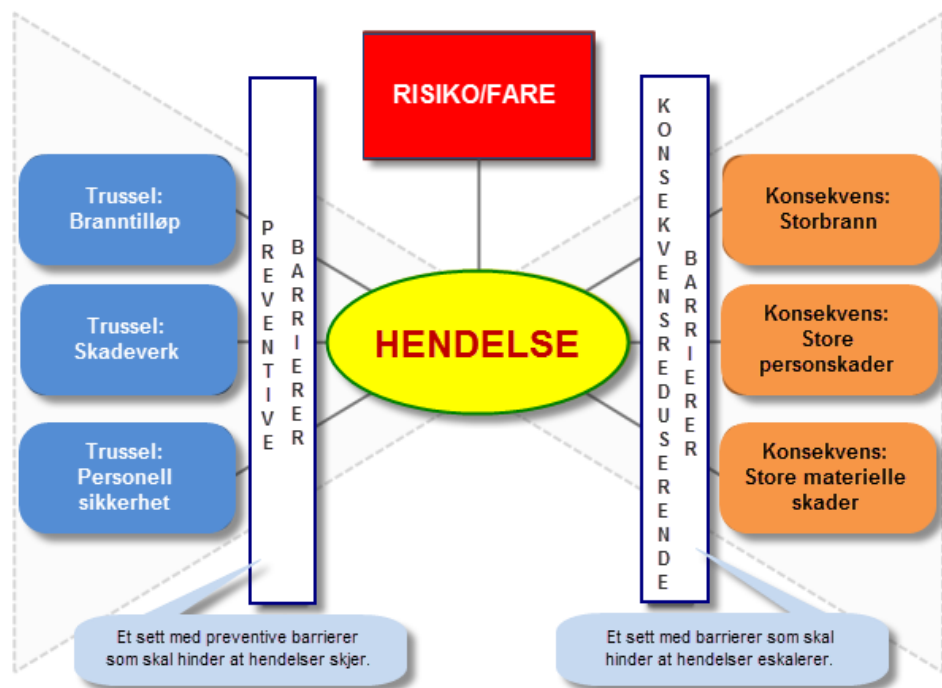 RISIKO/FARE
Trussel:
Branntilløp
Trussel:
Skadeverk
Trussel:
Personell
sikkerhet
PREVENTIVE
BARRIERER
HENDELSE
KONSEKVENSREDUSERENDE
BARRIERER
Konsekvens:
Storbrann
Konsekvens:
Store
personskader
Konsekvens:
Store materielle
skader
Et sett med preventive barrierer
som skal hinder at hendelser skjer.
Et sett med barrierer som skal
hinder at hendelser eskalerer.